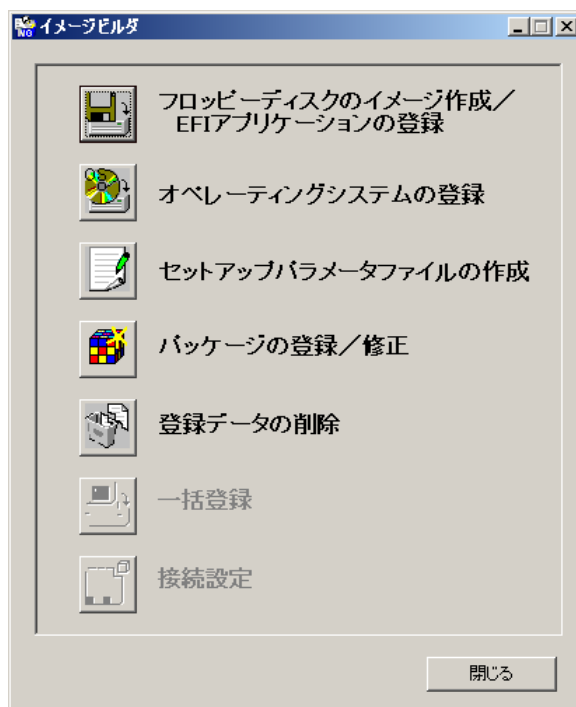 イメージビルダ
フロッピーディスクのイメージ作成／
EFIアプリケーションの登録
オペレーティングシステムの登録
セットアップパラメータファイルの作成
パッケージの登録／修正
登録データの削除
一括登録
接続設定
閉じる